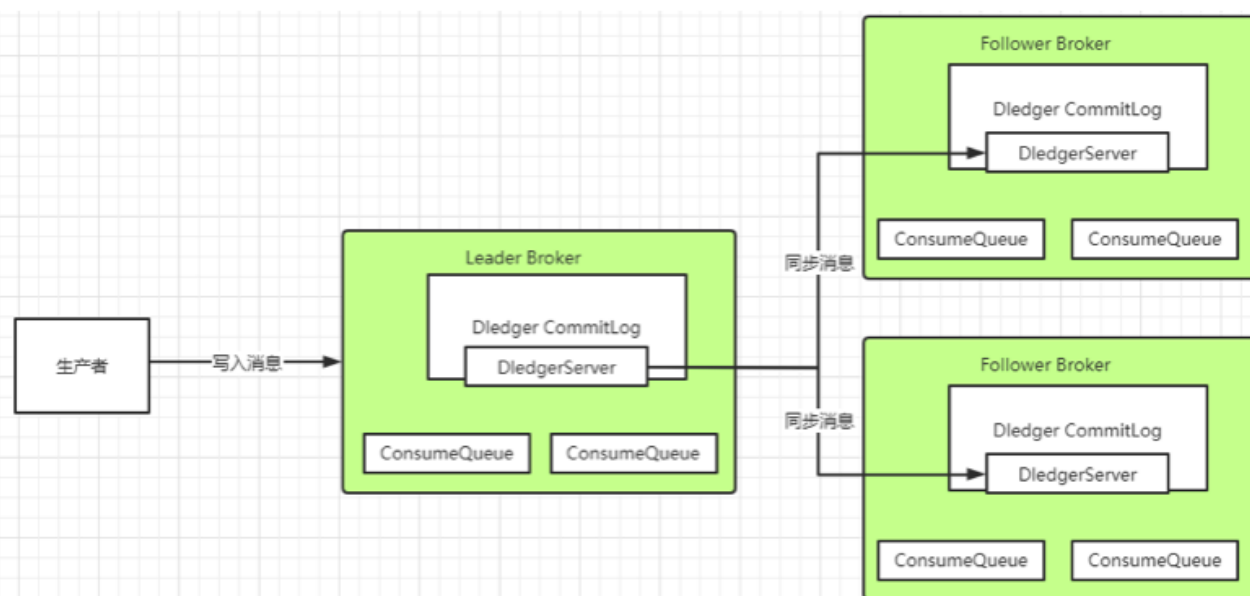 生产者
写入消息
Leader Broker
Dledger CommitLog
DledgerServer
ConsumeQueue
ConsumeQueue
同步消息
同步消息
Follower Broker
Dledger CommitLog
DledgerServer
ConsumeQueue
ConsumeQueue
Follower Broker
Dledger CommitLog
DledgerServer
ConsumeQueue
ConsumeQueue